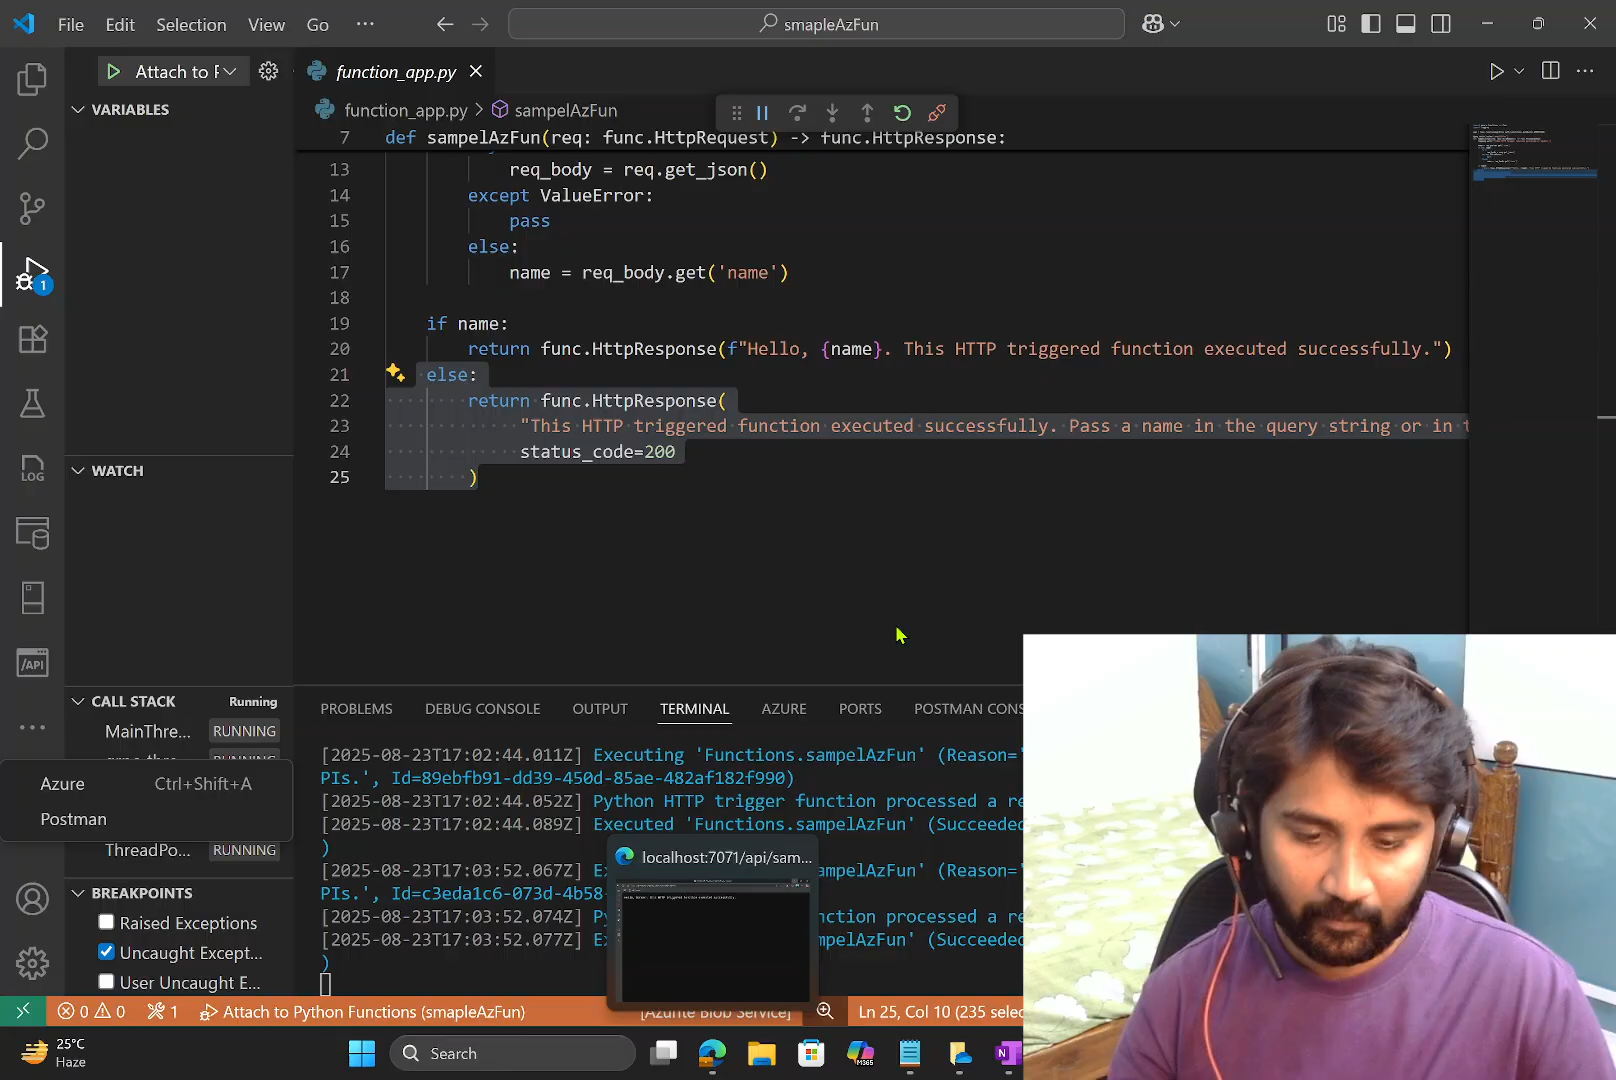 File Edit Selection View Go ··· smapleAzFun
Attach to F
function_app.py
VARIABLES
function_app.py > sampelAzFun
7 def sampelAzFun(req: func.HttpRequest) -> func.HttpResponse:
13 req_body = req.get_json()
14 except ValueError:
15 pass
16 else:
17 name = req_body.get('name')
18
19 if name:
20 return func.HttpResponse(f"Hello, {name}. This HTTP triggered function executed successfully.")
21 else:
22 return func.HttpResponse(
23 "This HTTP triggered function executed successfully. Pass a name in the query string or in t
24 status_code=200
25 )
WATCH
LOG
/API
CALL STACK Running
MainThre... RUNNING
RUNNING
Azure Ctrl+Shift+A
Postman
ThreadPo... RUNNING
BREAKPOINTS
Raised Exceptions
Uncaught Except...
User Uncaught E...
PROBLEMS DEBUG CONSOLE OUTPUT TERMINAL AZURE PORTS POSTMAN CONS
[2025-08-23T17:02:44.011Z] Executing 'Functions.sampelAzFun' (Reason='
PIs.', Id=89ebfb91-dd39-450d-85ae-482af182f990)
[2025-08-23T17:02:44.052Z] Python HTTP trigger function processed a re
[2025-08-23T17:02:44.089Z] Executed 'Functions.sampelAzFun' (Succeeded
)
[2025-08-23T17:03:52.067Z] Ex sampelAzFun' (Reason='
PIs.', Id=c3eda1c6-073d-4b58-
[2025-08-23T17:03:52.074Z] Py nction processed a re
[2025-08-23T17:03:52.077Z] Ex mpelAzFun' (Succeeded
)
localhost:7071/api/sam...
0 0 1 Attach to Python Functions (smapleAzFun) [Azurite Blob Service] Ln 25, Col 10 (235 selec
25°C
Haze
Search